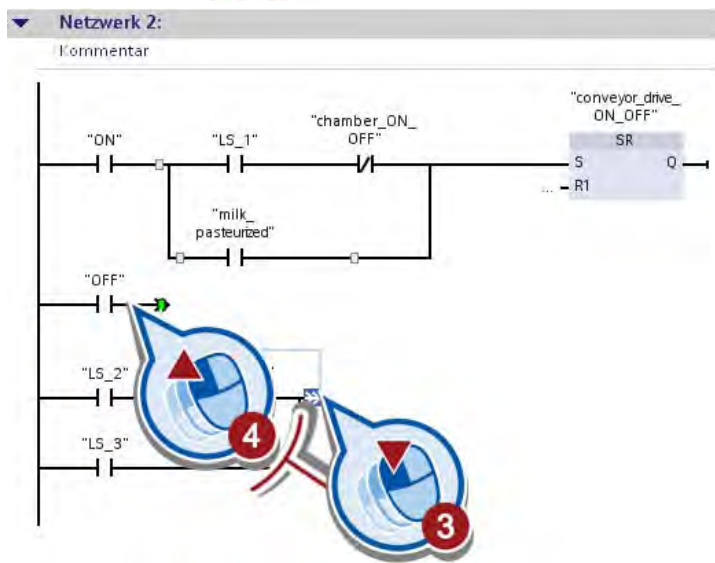 Netzwerk 2:
Kommentar
"conveyor_drive_
ON_OFF"
"chamber_ON_
OFF"
"ON"
"LS_1"
SR
S
Q
...
R1
"milk_
pasteurized"
"OFF"
"LS_2"
"
4
"LS_3"
3